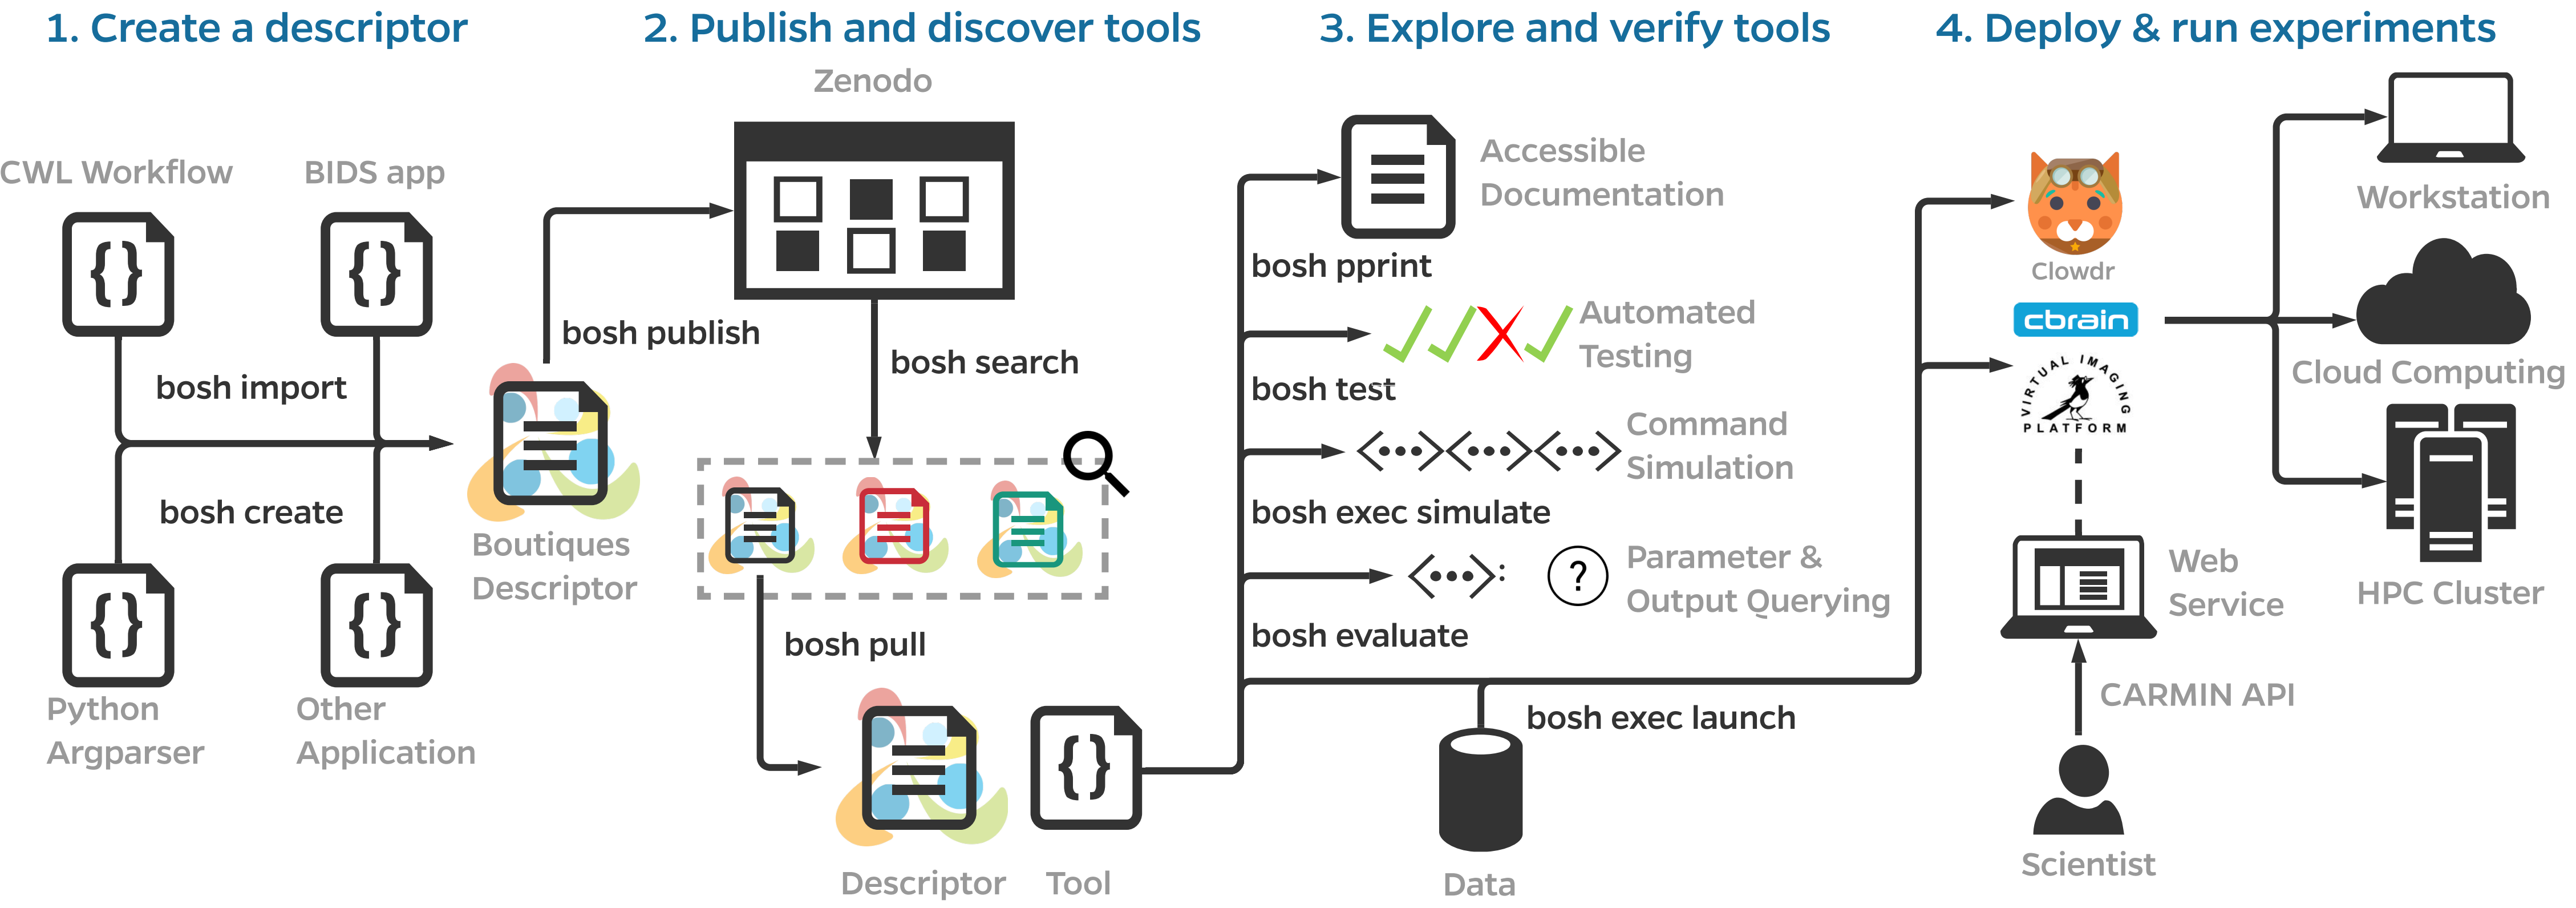 1. Create a descriptor
CWL Workflow
BIDS app
{}
{}
bosh import
bosh create
{}
{}
Python
Argparser
Other
Application
Boutiques
Descriptor
2. Publish and discover tools
Zenodo
bosh publish
bosh search
bosh pull
Descriptor
{}
Tool
3. Explore and verify tools
Accessible
Documentation
bosh pprint
Automated
Testing
bosh test
<...><...><...>
Command
Simulation
bosh exec simulate
<...>:
?
Parameter &
Output Querying
bosh evaluate
bosh exec launch
Data
4. Deploy & run experiments
Clowdr
cbrain
VIRTUAL IMAGING
PLATFORM
Web
Service
CARMIN API
Scientist
Workstation
Cloud Computing
HPC Cluster